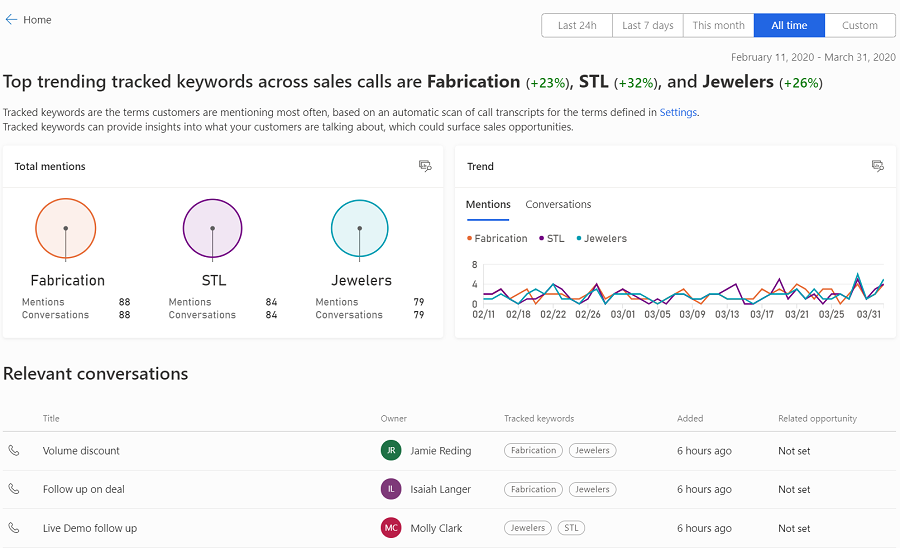 Home
Last 24h Last 7 days This month All time Custom
February 11, 2020 - March 31, 2020
Top trending tracked keywords across sales calls are Fabrication (+23%), STL (+32%), and Jewelers (+26%)
Tracked keywords are the terms customers are mentioning most often, based on an automatic scan of call transcripts for the terms defined in Settings.
Tracked keywords can provide insights into what your customers are talking about, which could surface sales opportunities.
Total mentions
Fabrication STL Jewelers
Mentions 88 Mentions 84 Mentions 79
Conversations 88 Conversations 84 Conversations 79
Trend
Mentions Conversations
Fabrication STL Jewelers
8
4
0
02/11 02/18 02/22 02/26 03/01 03/05 03/09 03/13 03/17 03/21 03/25 03/31
Relevant conversations
Title Owner Tracked keywords Added Related opportunity
Volume discount JR Jamie Reding Fabrication Jewelers 6 hours ago Not set
Follow up on deal IL Isaiah Langer Fabrication Jewelers 6 hours ago Not set
Live Demo follow up MC Molly Clark Jewelers STL 6 hours ago Not set